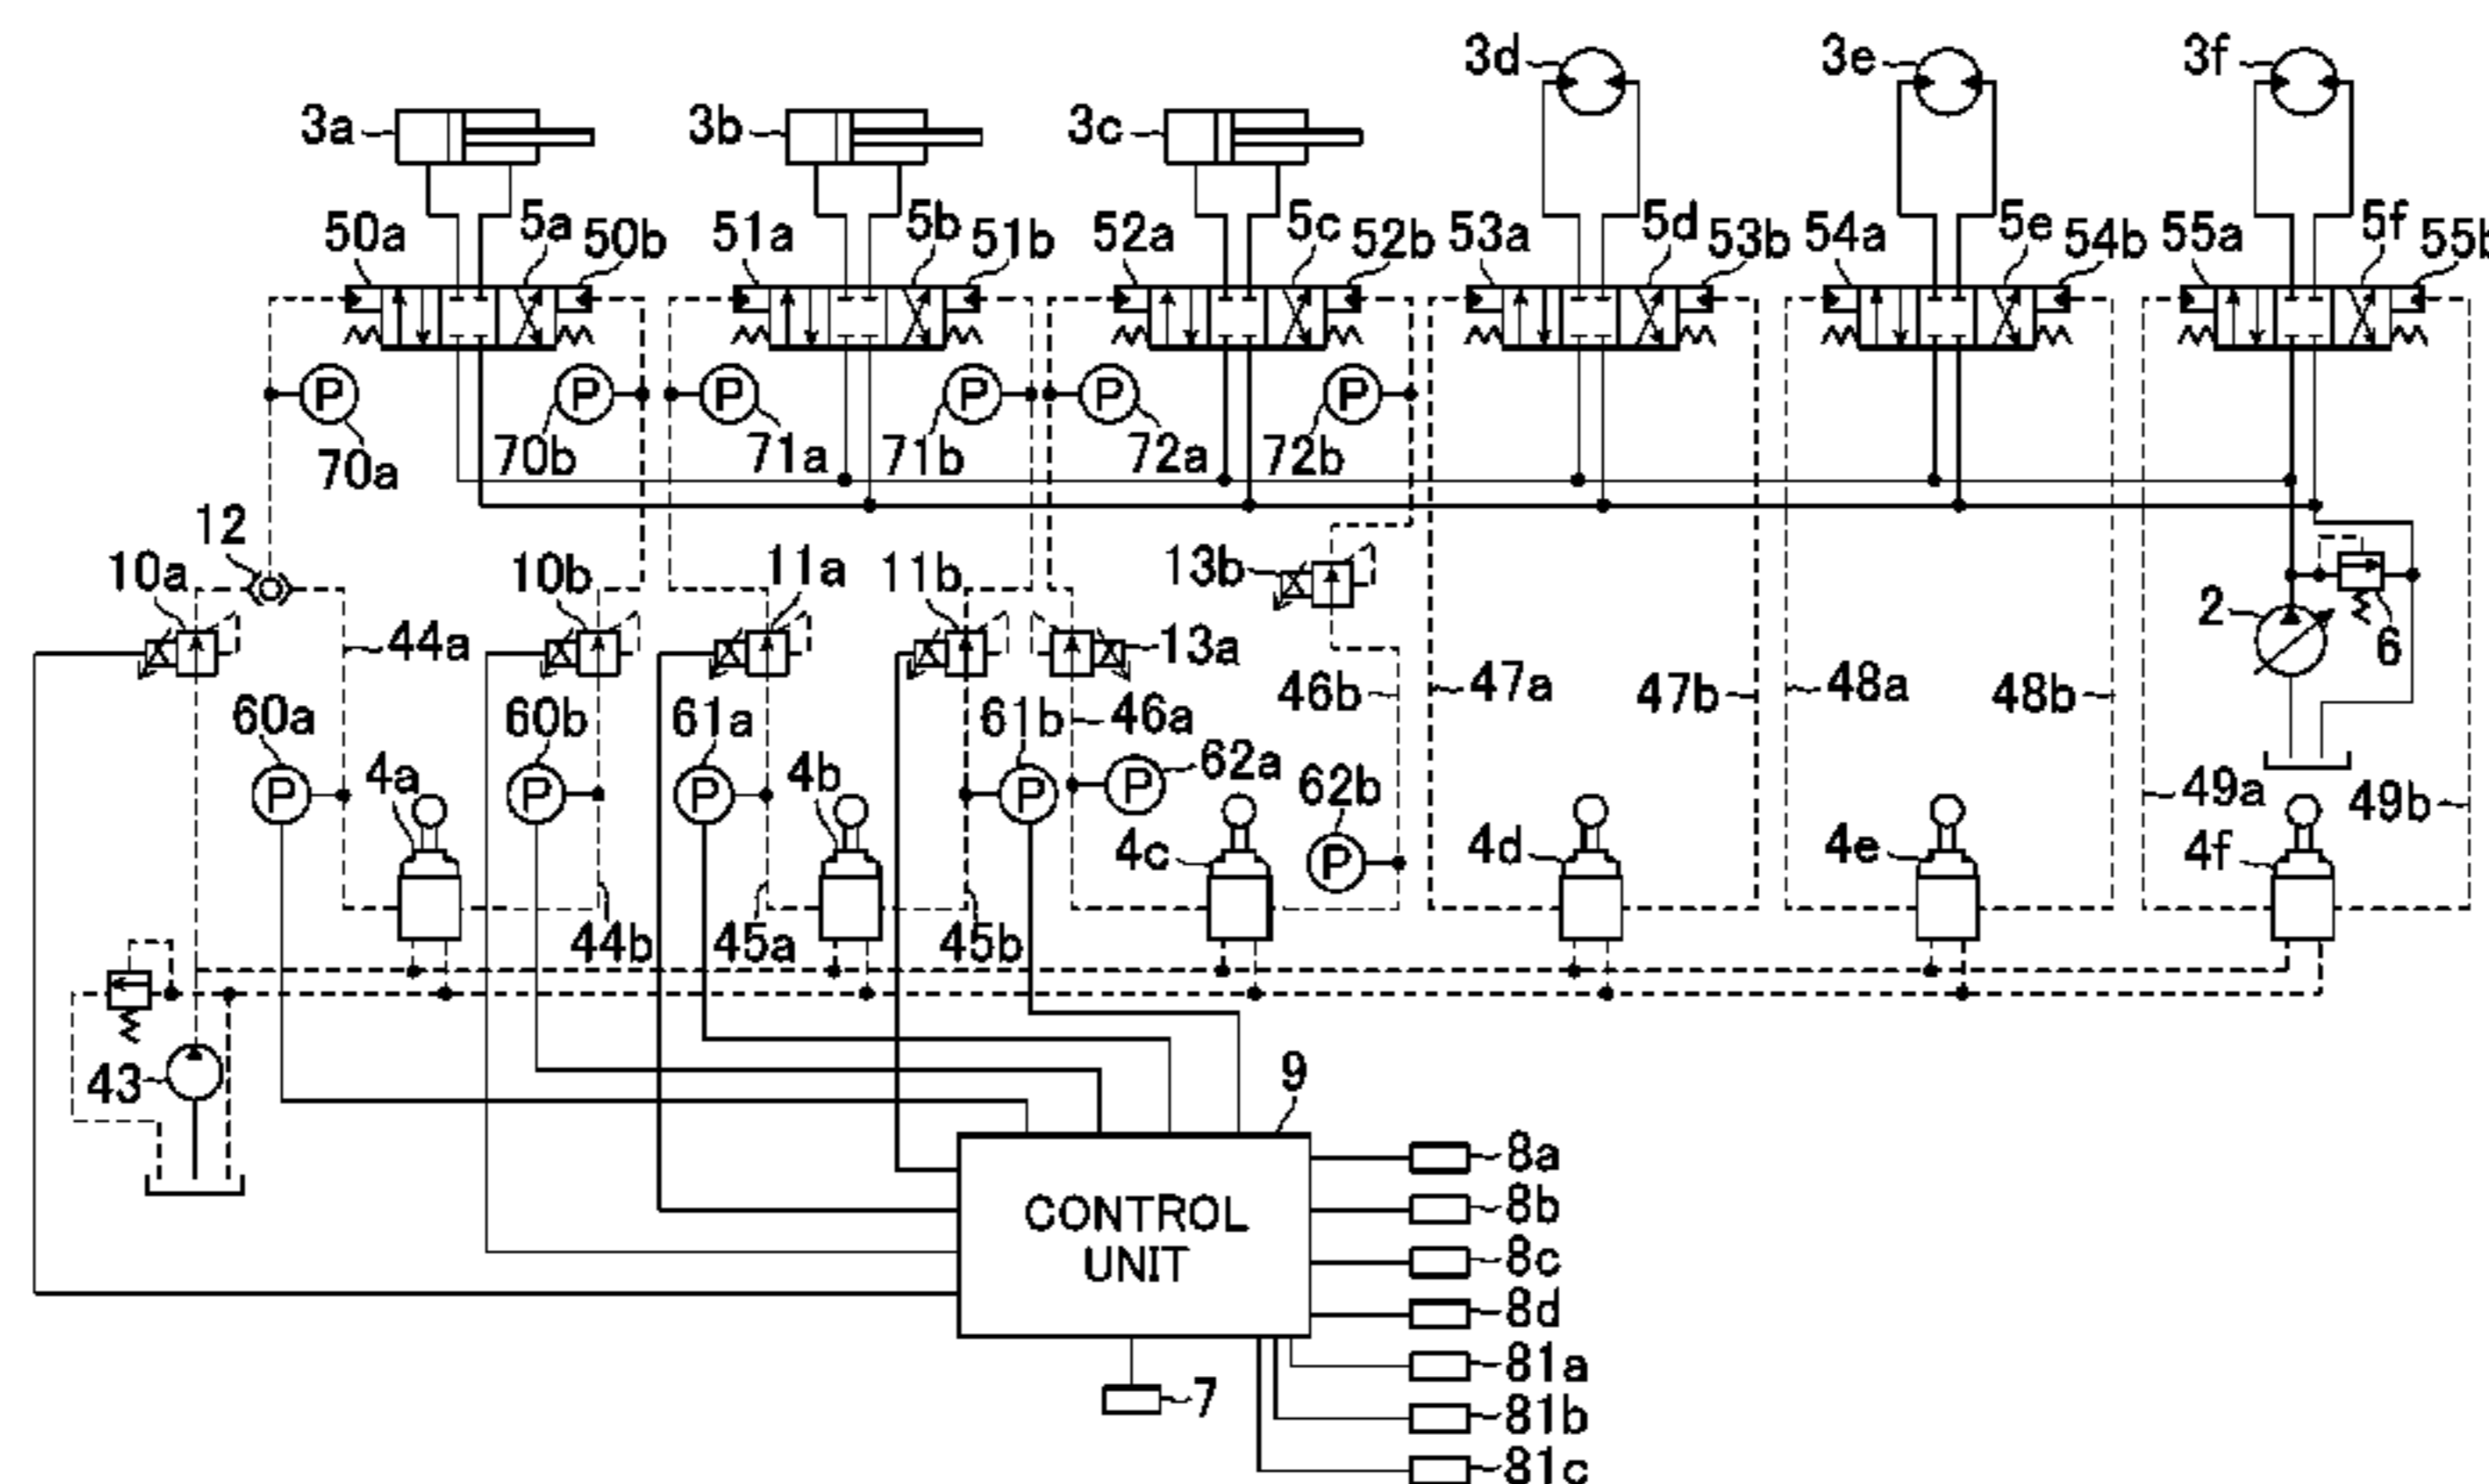 3d 3e 3f
3a 3b 3c
50a 5a 50b 51a 5b 51b 52a 5c 52b 53a 5d 53b 54a 5e 54b 55a 5f 55b
P P P P P P
70a 70b 71a 71b 72a 72b
12
10a 10b 11a 11b 13b
2 6
44a 13a
46b 47a 47b 48a 48b
60a 60b 61a 61b 46a
4a 4b 62a 62b 49a 49b
P P P P P
P
4c 4d 4e 4f
44b 45a 45b
43
9
CONTROL
UNIT
8a
8b
8c
8d
81a
7
81b
81c